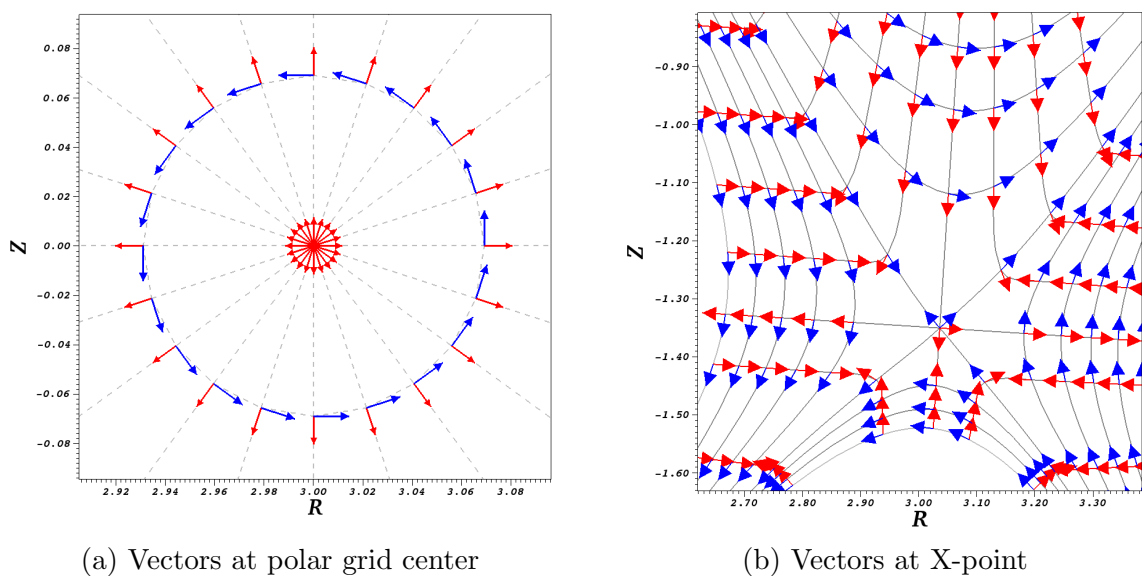 0.08
0.06
0.04
0.02
0.00
-0.02
-0.04
-0.06
-0.08
Z
2.92 2.94 2.96 2.98 3.00 3.02 3.04 3.06 3.08
R
-0.90
-1.00
-1.10
-1.20
-1.30
-1.40
-1.50
-1.60
Z
2.70 2.80 2.90 3.00 3.10 3.20 3.30
R
(a) Vectors at polar grid center
(b) Vectors at X-point